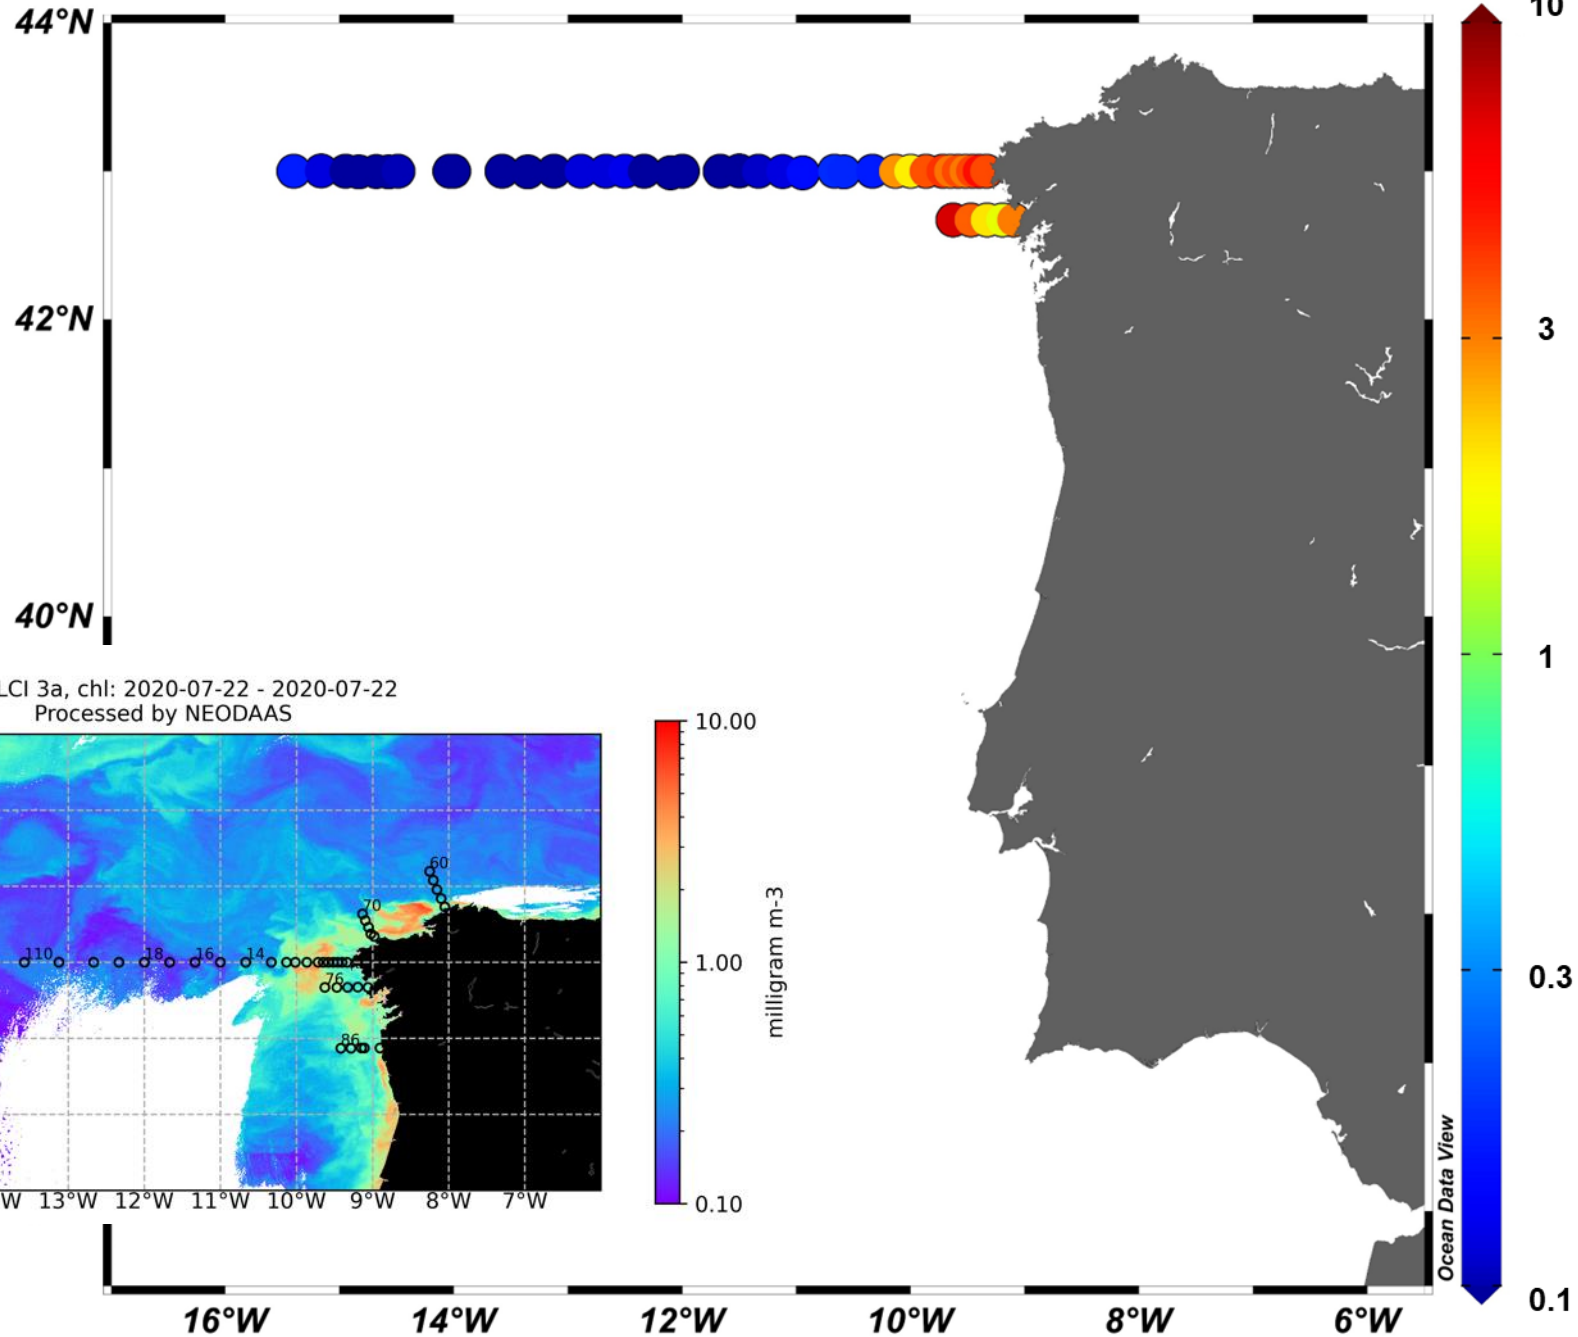 44°N
42°N
40°N
16°W
14°W
12°W
10°W
8°W
6°W
10
3
1
0.3
0.1
Ocean Data View
LCI 3a, chl: 2020-07-22 - 2020-07-22
Processed by NEODAAS
60
70
110
18
16
14
76
86
W
13°W
12°W
11°W
10°W
9°W
8°W
7°W
10.00
1.00
0.10
milligram m-3